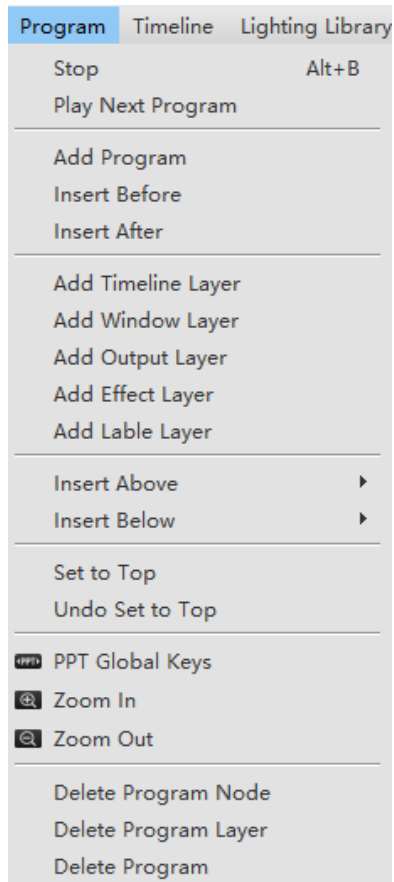 Program Timeline Lighting Library
Stop Alt+B
Play Next Program
Add Program
Insert Before
Insert After
Add Timeline Layer
Add Window Layer
Add Output Layer
Add Effect Layer
Add Lable Layer
Insert Above
Insert Below
Set to Top
Undo Set to Top
PPT PPT Global Keys
Zoom In
Zoom Out
Delete Program Node
Delete Program Layer
Delete Program